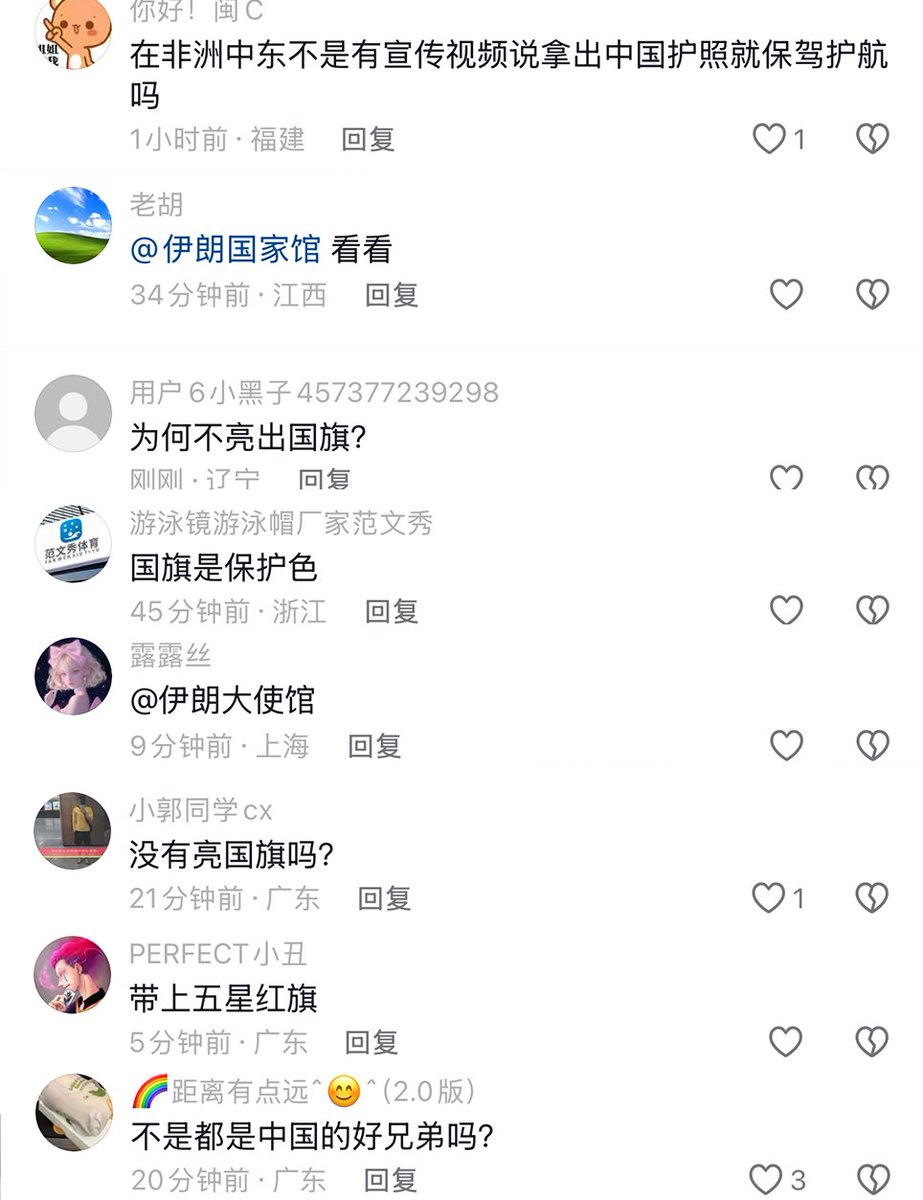 你好！闽C
在非洲中东不是有宣传视频说拿出中国护照就保驾护航
吗
1小时前·福建 回复
1
老胡
@伊朗国家馆 看看
34分钟前·江西 回复
用户6小黑子457377239298
为何不亮出国旗?
刚刚·辽宁 回复
游泳镜游泳帽厂家范文秀
范文秀体育
FAN WEN XIU TI YU
国旗是保护色
45分钟前·浙江 回复
露露丝
@伊朗大使馆
9分钟前·上海 回复
小郭同学cx
没有亮国旗吗?
21分钟前·广东 回复
1
PERFECT小丑
带上五星红旗
5分钟前·广东 回复
🌈距离有点远^😊^(2.0版)
不是都是中国的好兄弟吗?
20分钟前·广东 回复
3